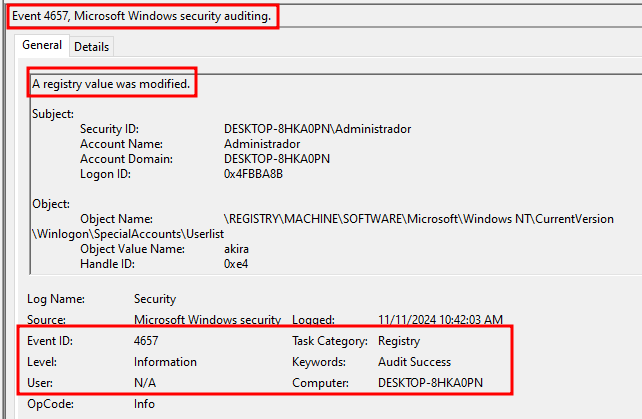 Event 4657, Microsoft Windows security auditing.
General Details
A registry value was modified.
Subject:
Security ID: DESKTOP-8HKA0PN\Administrador
Account Name: Administrador
Account Domain: DESKTOP-8HKA0PN
Logon ID: 0x4FBBA8B
Object:
Object Name: \REGISTRY\MACHINE\SOFTWARE\Microsoft\Windows NT\CurrentVersion
\Winlogon\SpecialAccounts\Userlist
Object Value Name: akira
Handle ID: 0xe4
Log Name: Security
Source: Microsoft Windows security Logged: 11/11/2024 10:42:03 AM
Event ID: 4657 Task Category: Registry
Level: Information Keywords: Audit Success
User: N/A Computer: DESKTOP-8HKA0PN
OpCode: Info